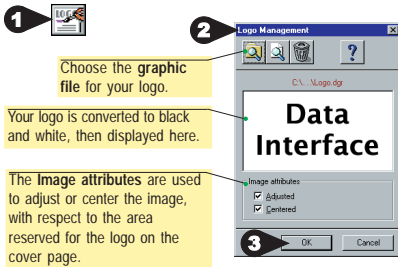 1
LOGO
2
Logo Management
?
Choose the graphic
file for your logo.
C:\...\Logo.dgr
Your logo is converted to black
and white, then displayed here.
Data
Interface
The Image attributes are used
to adjust or center the image,
with respect to the area
reserved for the logo on the
cover page.
Image attributes
Adjusted
Centered
3
OK
Cancel